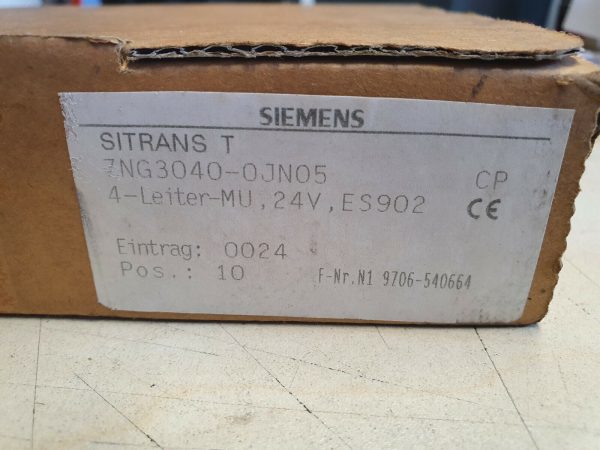 SIEMENS
SITRANS T
7NG3040-0JN05 CP
4-Leiter-MU,24V,ES902 CE
Eintrag: 0024
Pos.: 10 F-Nr.N1 9706-540664